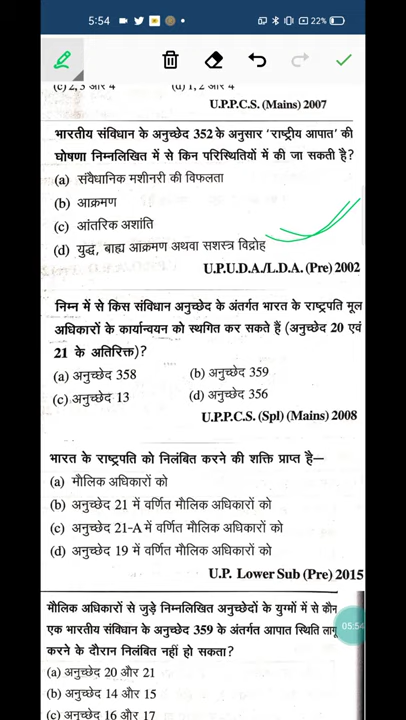 5:54
22%
(c) 2, 3 और 4 (d) 1, 2 और 4
U.P.P.C.S. (Mains) 2007
भारतीय संविधान के अनुच्छेद 352 के अनुसार 'राष्ट्रीय आपात' की
घोषणा निम्नलिखित में से किन परिस्थितियों में की जा सकती है?
(a) संवैधानिक मशीनरी की विफलता
(b) आक्रमण
(c) आंतरिक अशांति
(d) युद्ध, बाह्य आक्रमण अथवा सशस्त्र विद्रोह
U.P.U.D.A./L.D.A. (Pre) 2002
निम्न में से किस संविधान अनुच्छेद के अंतर्गत भारत के राष्ट्रपति मूल
अधिकारों के कार्यान्वयन को स्थगित कर सकते हैं (अनुच्छेद 20 एवं
21 के अतिरिक्त)?
(a) अनुच्छेद 358 (b) अनुच्छेद 359
(c) अनुच्छेद 13 (d) अनुच्छेद 356
U.P.P.C.S. (Spl) (Mains) 2008
भारत के राष्ट्रपति को निलंबित करने की शक्ति प्राप्त है–
(a) मौलिक अधिकारों को
(b) अनुच्छेद 21 में वर्णित मौलिक अधिकारों को
(c) अनुच्छेद 21-A में वर्णित मौलिक अधिकारों को
(d) अनुच्छेद 19 में वर्णित मौलिक अधिकारों को
U.P. Lower Sub (Pre) 2015
मौलिक अधिकारों से जुड़े निम्नलिखित अनुच्छेदों के युग्मों में से कौन
एक भारतीय संविधान के अनुच्छेद 359 के अंतर्गत आपात स्थिति लागू
05:54
करने के दौरान निलंबित नहीं हो सकता?
(a) अनुच्छेद 20 और 21
(b) अनुच्छेद 14 और 15
(c) अनुच्छेद 16 और 17